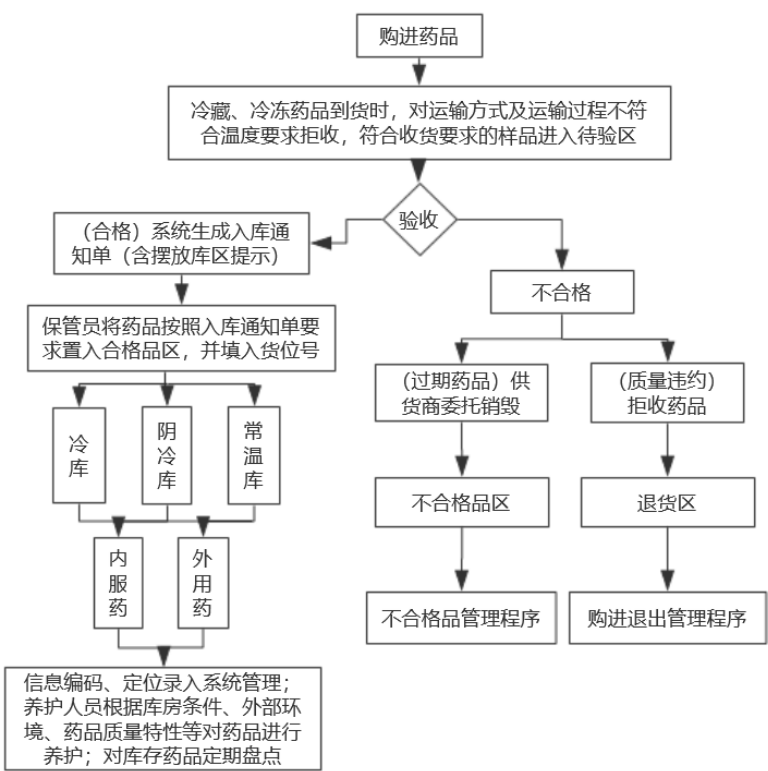 购进药品
冷藏、冷冻药品到货时，对运输方式及运输过程不符
合温度要求拒收，符合收货要求的样品进入待验区
验收
（合格）系统生成入库通
知单（含摆放库区提示）
不合格
保管员将药品按照入库通知单要
求置入合格品区，并填入货位号
（过期药品）供
货商委托销毁
（质量违约）
拒收药品
冷库
阴冷库
常温库
不合格品区
退货区
内服药
外用药
不合格品管理程序
购进退出管理程序
信息编码、定位录入系统管理；
养护人员根据库房条件、外部环
境、药品质量特性等对药品进行
养护；对库存药品定期盘点